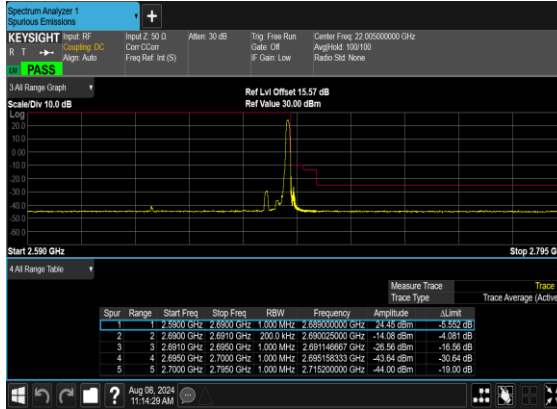 Spectrum Analyzer 1
Spurious Emissions
+
KEYSIGHT Input: RF Input Z: 50 Ω Atten: 30 dB Trig: Free Run Center Freq: 22.005000000 GHz
R T Coupling: DC Corr CCorr Gate: Off Avg|Hold: 100/100
Align: Auto Freq Ref: Int (S) IF Gain: Low Radio Std: None
PASS
3 All Range Graph
Ref Lvl Offset 15.57 dB
Scale/Div 10.0 dB Ref Value 30.00 dBm
Log
20.0
10.0
0.00
-10.0
-20.0
-30.0
-40.0
-50.0
-60.0
Start 2.590 GHz Stop 2.795 G
4 All Range Table
Measure Trace Trace
Trace Type Trace Average (Active
Spur Range Start Freq Stop Freq RBW Frequency Amplitude ΔLimit
1 1 2.5900 GHz 2.6900 GHz 1.000 MHz 2.689000000 GHz 24.45 dBm -5.552 dB
2 2 2.6900 GHz 2.6910 GHz 200.0 kHz 2.690025000 GHz -14.08 dBm -4.081 dB
3 3 2.6910 GHz 2.6950 GHz 1.000 MHz 2.691146667 GHz -26.56 dBm -16.56 dB
4 4 2.6950 GHz 2.7000 GHz 1.000 MHz 2.695158333 GHz -43.64 dBm -30.64 dB
5 5 2.7000 GHz 2.7950 GHz 1.000 MHz 2.715200000 GHz -44.00 dBm -19.00 dB
?
Aug 08, 2024
11:14:29 AM